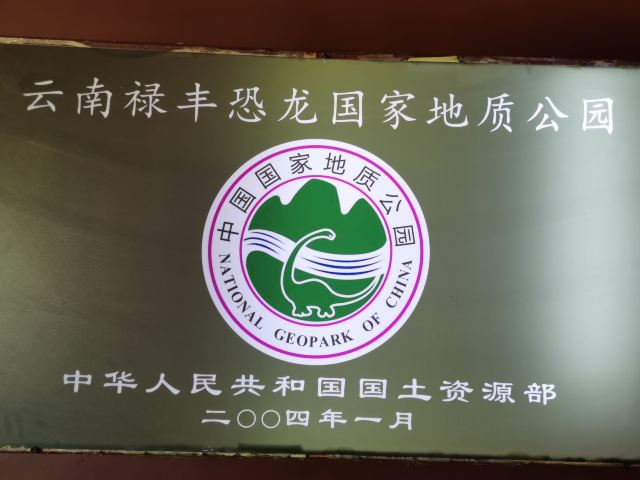 云南禄丰恐龙国家地质公园
中国国家地质公园
NATIONAL GEOPARK OF CHINA
中华人民共和国国土资源部
二〇〇四年一月